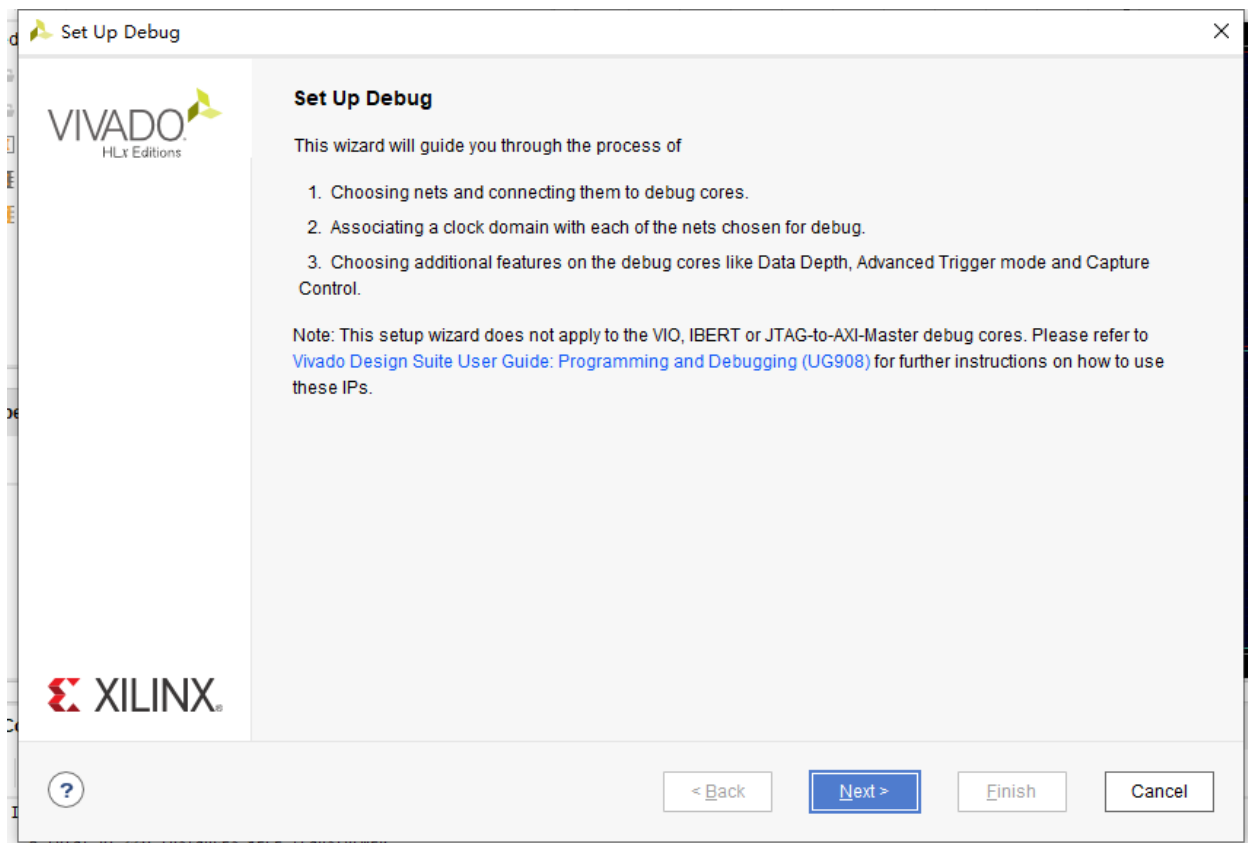 Set Up Debug
VIVADO.
HLx Editions
Set Up Debug
This wizard will guide you through the process of
1. Choosing nets and connecting them to debug cores.
2. Associating a clock domain with each of the nets chosen for debug.
3. Choosing additional features on the debug cores like Data Depth, Advanced Trigger mode and Capture
Control.
Note: This setup wizard does not apply to the VIO, IBERT or JTAG-to-AXI-Master debug cores. Please refer to
Vivado Design Suite User Guide: Programming and Debugging (UG908) for further instructions on how to use
these IPs.
XILINX®
?
< Back
Next >
Finish
Cancel